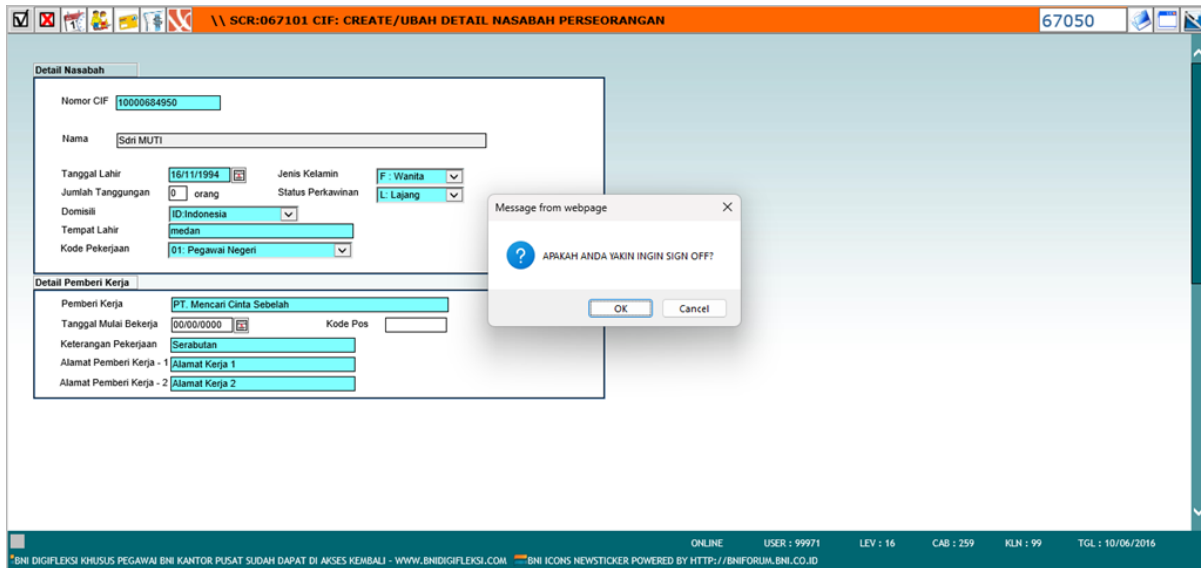 \\ SCR:067101 CIF: CREATE/UBAH DETAIL NASABAH PERSEORANGAN
67050
Detail Nasabah
Nomor CIF 10000684950
Nama Sdri MUTI
Tanggal Lahir 16/11/1994 Jenis Kelamin F : Wanita
Jumlah Tanggungan 0 orang Status Perkawinan L: Lajang
Domisili ID:Indonesia
Tempat Lahir medan
Kode Pekerjaan 01: Pegawai Negeri
Message from webpage
APAKAH ANDA YAKIN INGIN SIGN OFF?
OK Cancel
Detail Pemberi Kerja
Pemberi Kerja PT. Mencari Cinta Sebelah
Tanggal Mulai Bekerja 00/00/0000 Kode Pos
Keterangan Pekerjaan Serabutan
Alamat Pemberi Kerja - 1 Alamat Kerja 1
Alamat Pemberi Kerja - 2 Alamat Kerja 2
ONLINE USER : 99971 LEV : 16 CAB : 259 KLN : 99 TGL : 10/06/2016
BNI DIGIFLEKSI KHUSUS PEGAWAI BNI KANTOR PUSAT SUDAH DAPAT DI AKSES KEMBALI - WWW.BNIDIGIFLEKSI.COM BNI ICONS NEWSTICKER POWERED BY HTTP://BNIFORUM.BNI.CO.ID